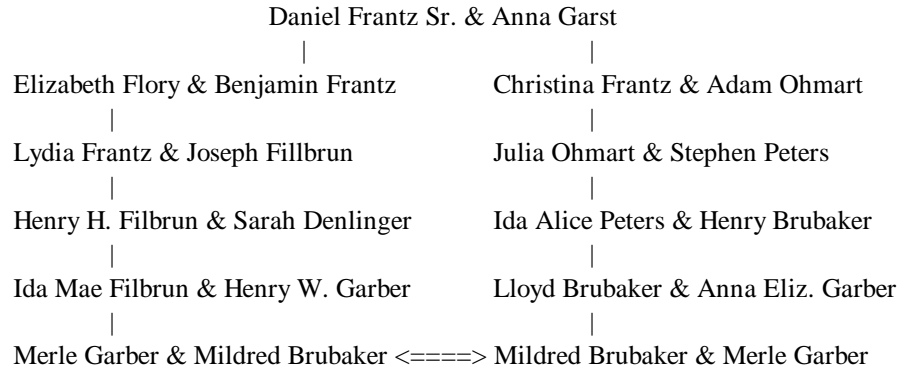 Daniel Frantz Sr. & Anna Garst
| |
Elizabeth Flory & Benjamin Frantz Christina Frantz & Adam Ohmart
| |
Lydia Frantz & Joseph Fillbrun Julia Ohmart & Stephen Peters
| |
Henry H. Filbrun & Sarah Denlinger Ida Alice Peters & Henry Brubaker
| |
Ida Mae Filbrun & Henry W. Garber Lloyd Brubaker & Anna Eliz. Garber
| |
Merle Garber & Mildred Brubaker <====> Mildred Brubaker & Merle Garber